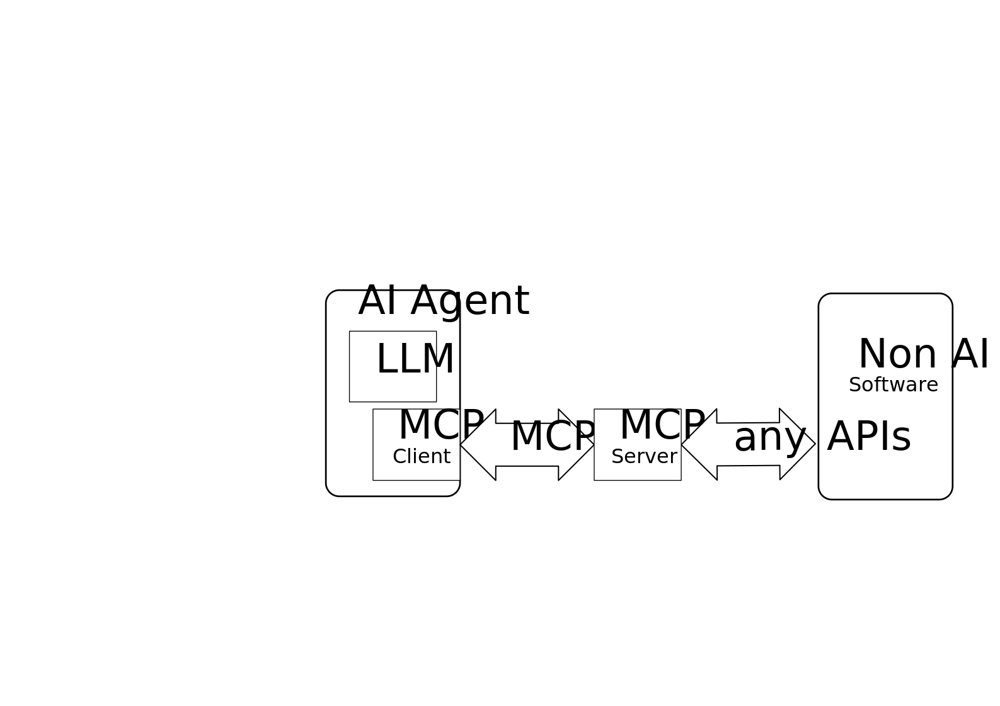 AI Agent
LLM
MCP
Client
MCP
MCP
Server
any APIs
Non AI
Software